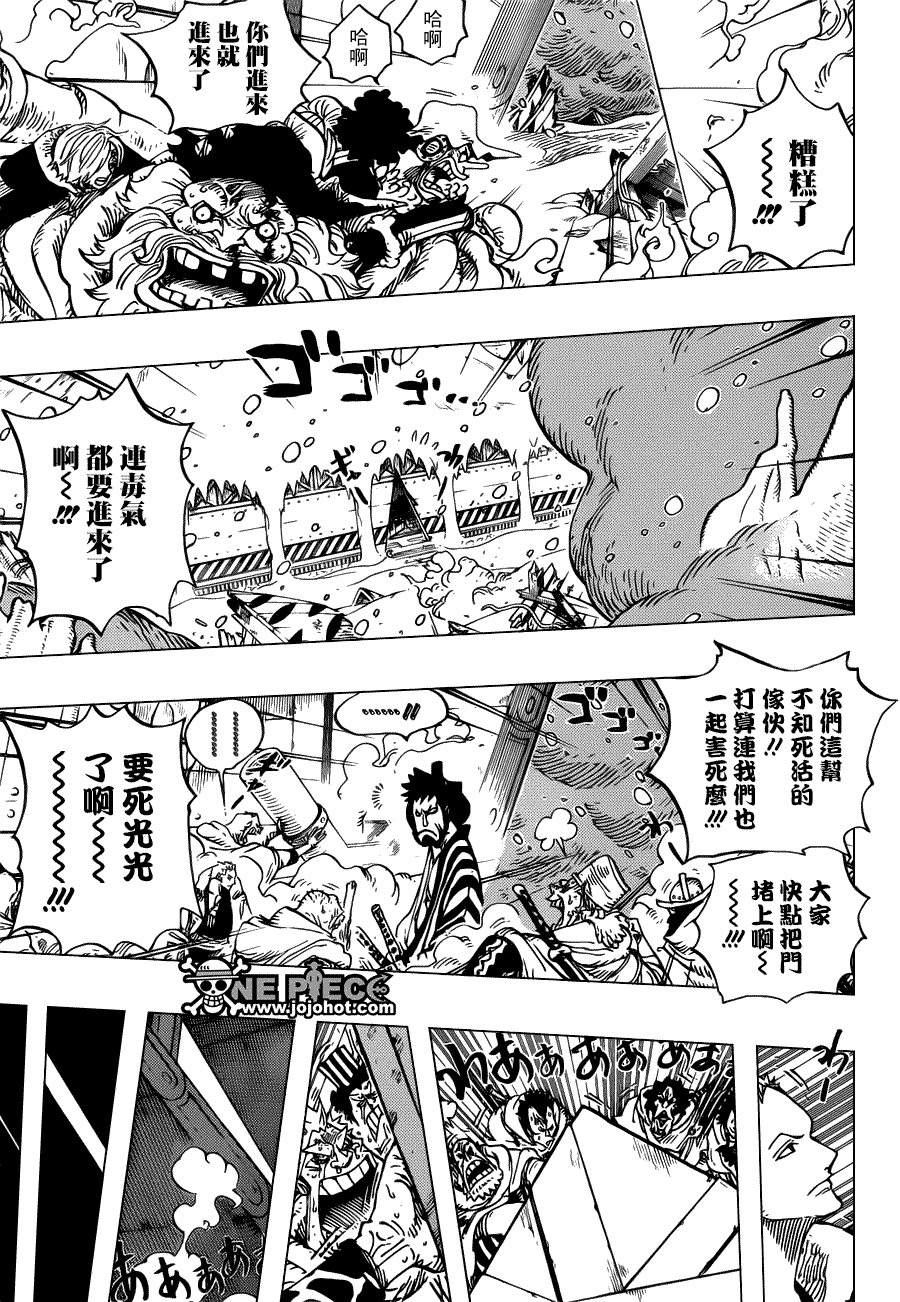 糟糕了
～～!!!
哈啊
哈啊
你們進來
也就
進來了
ゴゴゴ
ギィ
連毒氣
都要進來了
啊～～!!!
你們這幫
不知死活的
傢伙!!
打算連我們也
一起害死麼!!!
ゴゴゴ
大家
快點把門
堵上啊～～!!!
………!!
………
要死光光
了啊～～
～～!!!
ONE PIECE
www.jojohot.com
わ
わあぁあぁあぁ
あああぁあ